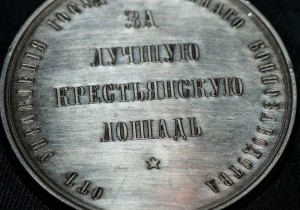 ОТЪ УПРАВЛЕНІЯ КОННОЗАВОДСТВА
ЗА
ЛУЧШУЮ
КРЕСТЬЯНСКУЮ
ЛОШАДЬ